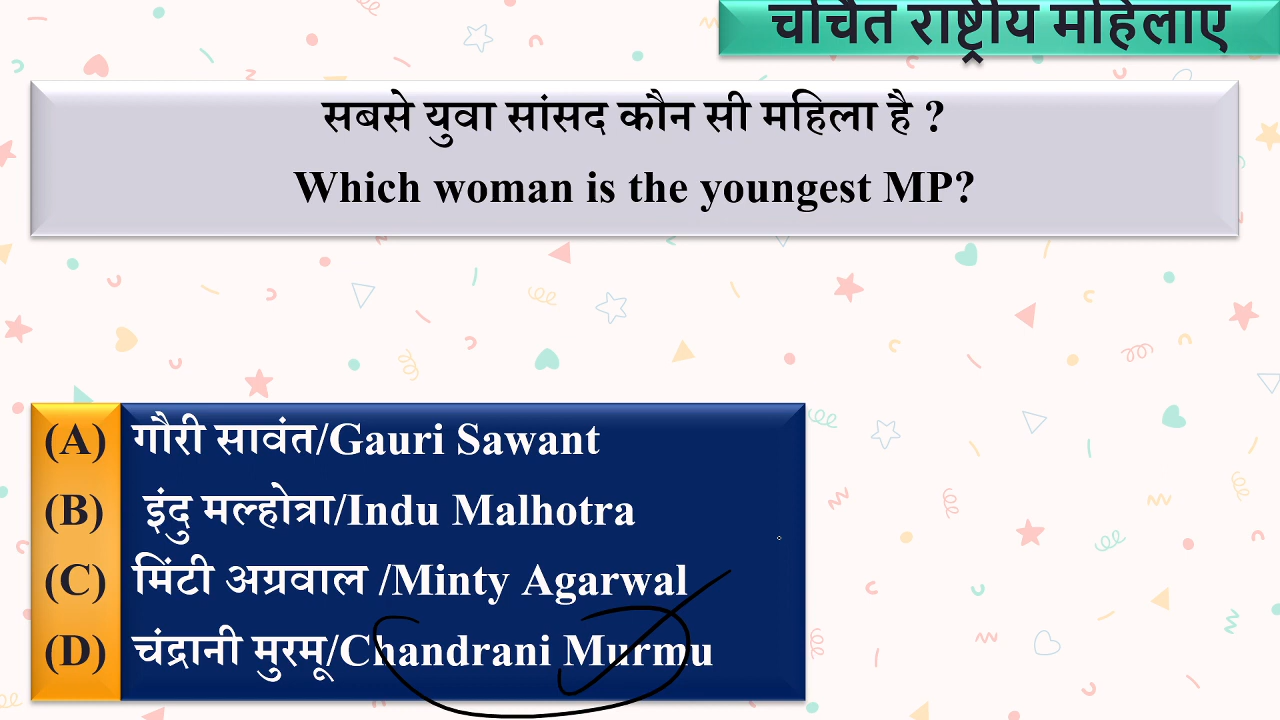 चर्चित राष्ट्रीय महिलाए
सबसे युवा सांसद कौन सी महिला है ?
Which woman is the youngest MP?
(A) गौरी सावंत/Gauri Sawant
(B) इंदु मल्होत्रा/Indu Malhotra
(C) मिंटी अग्रवाल /Minty Agarwal
(D) चंद्रानी मुरमू/Chandrani Murmu